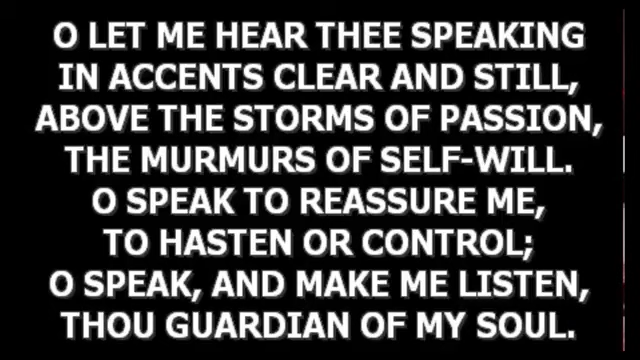 O LET ME HEAR THEE SPEAKING
IN ACCENTS CLEAR AND STILL,
ABOVE THE STORMS OF PASSION,
THE MURMURS OF SELF-WILL.
O SPEAK TO REASSURE ME,
TO HASTEN OR CONTROL;
O SPEAK, AND MAKE ME LISTEN,
THOU GUARDIAN OF MY SOUL.